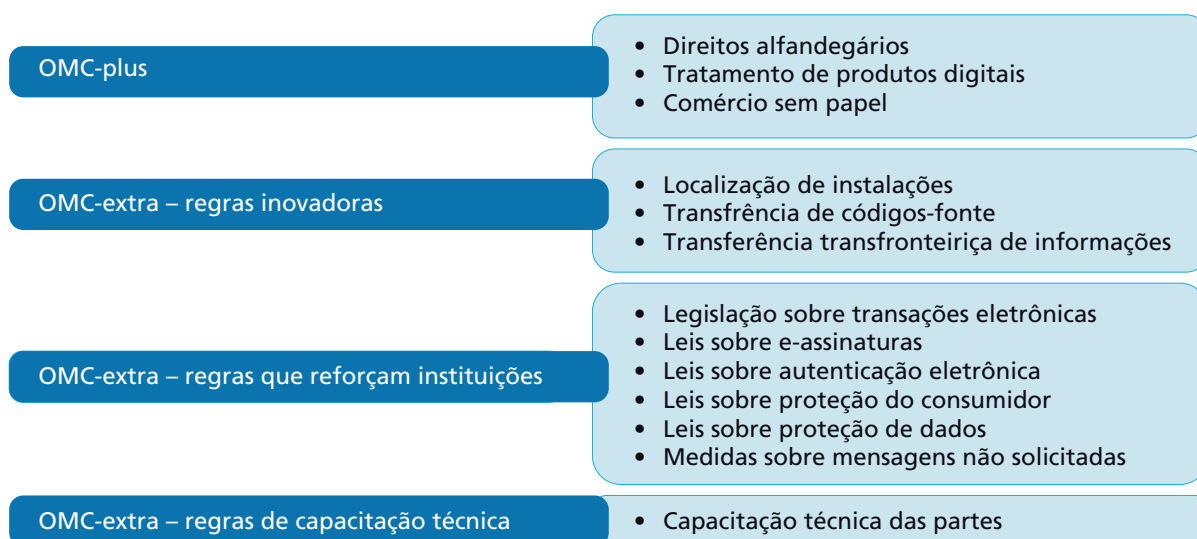 OMC-plus
• Direitos alfandegários
• Tratamento de produtos digitais
• Comércio sem papel
OMC-extra – regras inovadoras
• Localização de instalações
• Transfrência de códigos-fonte
• Transferência transfronteiriça de informações
OMC-extra – regras que reforçam instituições
• Legislação sobre transações eletrônicas
• Leis sobre e-assinaturas
• Leis sobre autenticação eletrônica
• Leis sobre proteção do consumidor
• Leis sobre proteção de dados
• Medidas sobre mensagens não solicitadas
OMC-extra – regras de capacitação técnica
• Capacitação técnica das partes